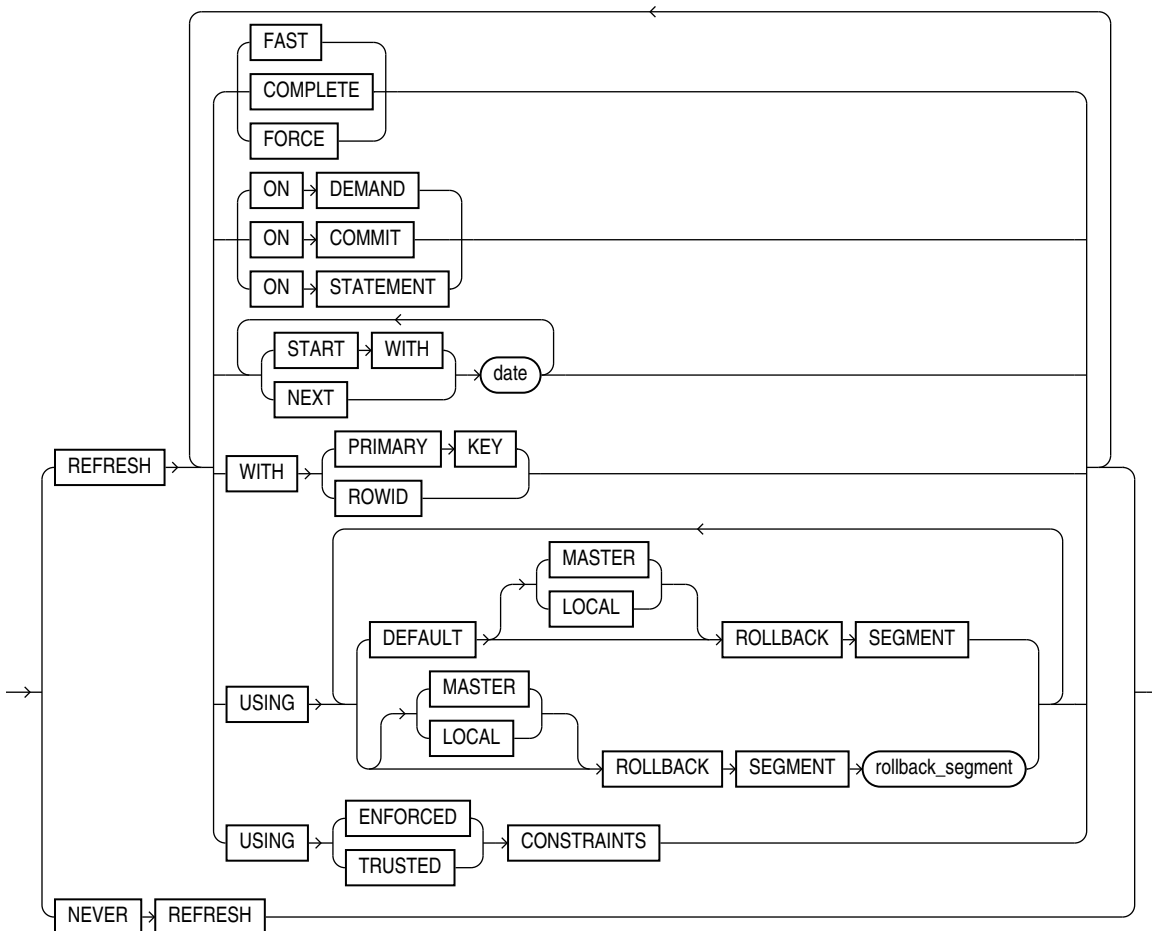 FAST
COMPLETE
FORCE
ON DEMAND
ON COMMIT
ON STATEMENT
START WITH
date
NEXT
PRIMARY KEY
REFRESH
WITH
ROWID
MASTER
LOCAL
DEFAULT ROLLBACK SEGMENT
MASTER
USING
LOCAL
ROLLBACK SEGMENT rollback_segment
ENFORCED
USING CONSTRAINTS
TRUSTED
NEVER REFRESH